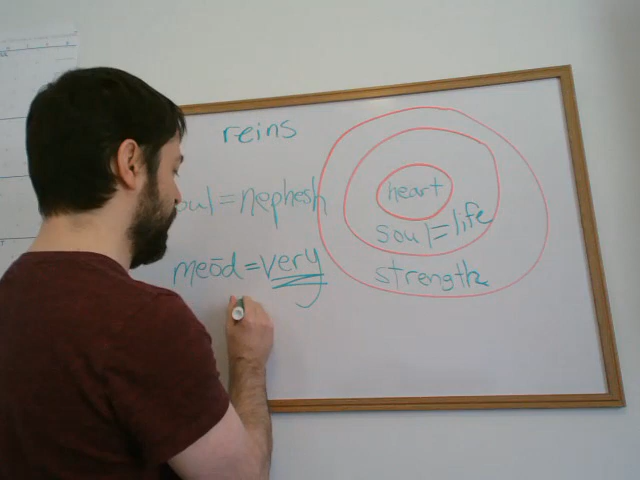 reins
soul = nephesh
meōd = very
heart
soul = life
strength